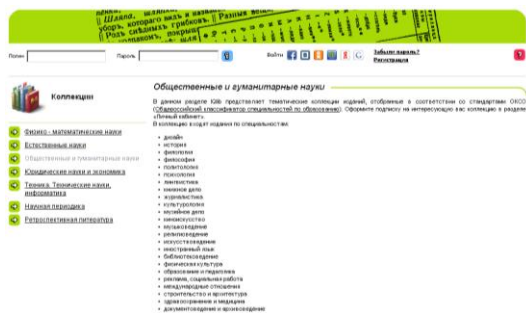 Разныя вещи
Логин
Пароль
Войти
Забыли пароль?
Регистрация
Коллекции
Физико - математические науки
Естественные науки
Общественные и гуманитарные науки
Юридические науки и экономика
Техника. Технические науки,
информатика
Научная периодика
Ретроспективная литература
Общественные и гуманитарные науки
В данном разделе представляет тематические коллекции изданий, отобранные в соответствии со стандартами ОКСО
(Общероссийский классификатор специальностей по образованию). Оформите подписку на интересующую вас коллекцию в разделе
«Личный кабинет».
В коллекцию входят издания по специальностям:
• дизайн
• история
• филология
• философия
• политология
• психология
• лингвистика
• книжное дело
• журналистика
• культурология
• музейное дело
• киноискусство
• музыковедение
• религиоведение
• искусствоведение
• иностранный язык
• библиотековедение
• физическая культура
• образование и педагогика
• реклама, социальная работа
• международные отношения
• строительство и архитектура
• здравоохранение и медицина
• документоведение и архивоведение